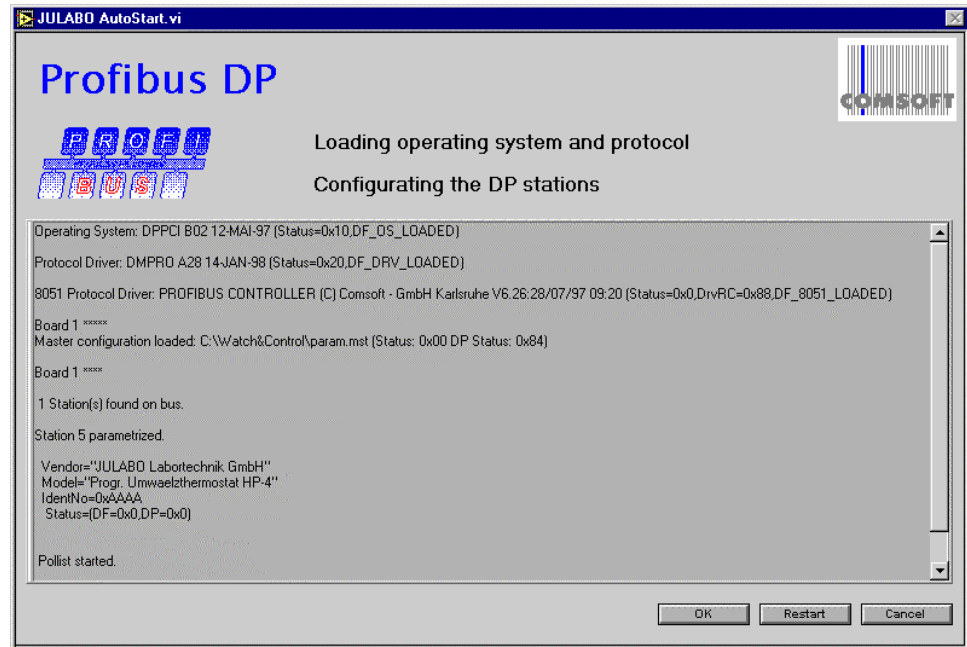 JULABO AutoStart.vi
Profibus DP
COMSOFT
PROFI
BUS
Loading operating system and protocol
Configurating the DP stations
Operating System: DPPCI B02 12-MAI-97 (Status=0x10,DF_OS_LOADED)
Protocol Driver: DMPRO A28 14-JAN-98 (Status=0x20,DF_DRV_LOADED)
8051 Protocol Driver: PROFIBUS CONTROLLER (C) Comsoft - GmbH Karlsruhe V6.26:28/07/97 09:20 (Status=0x0,DrvRC=0x88,DF_8051_LOADED)
Board 1 *****
Master configuration loaded: C:\Watch&Control\param.mst (Status: 0x00 DP Status: 0x84)
Board 1 ****
1 Station(s) found on bus.
Station 5 parametrized.
Vendor="JULABO Labortechnik GmbH"
Model="Progr. Umwaelzthermostat HP-4"
IdentNo=0xAAAA
Status=(DF=0x0,DP=0x0)
Pollist started.
OK
Restart
Cancel